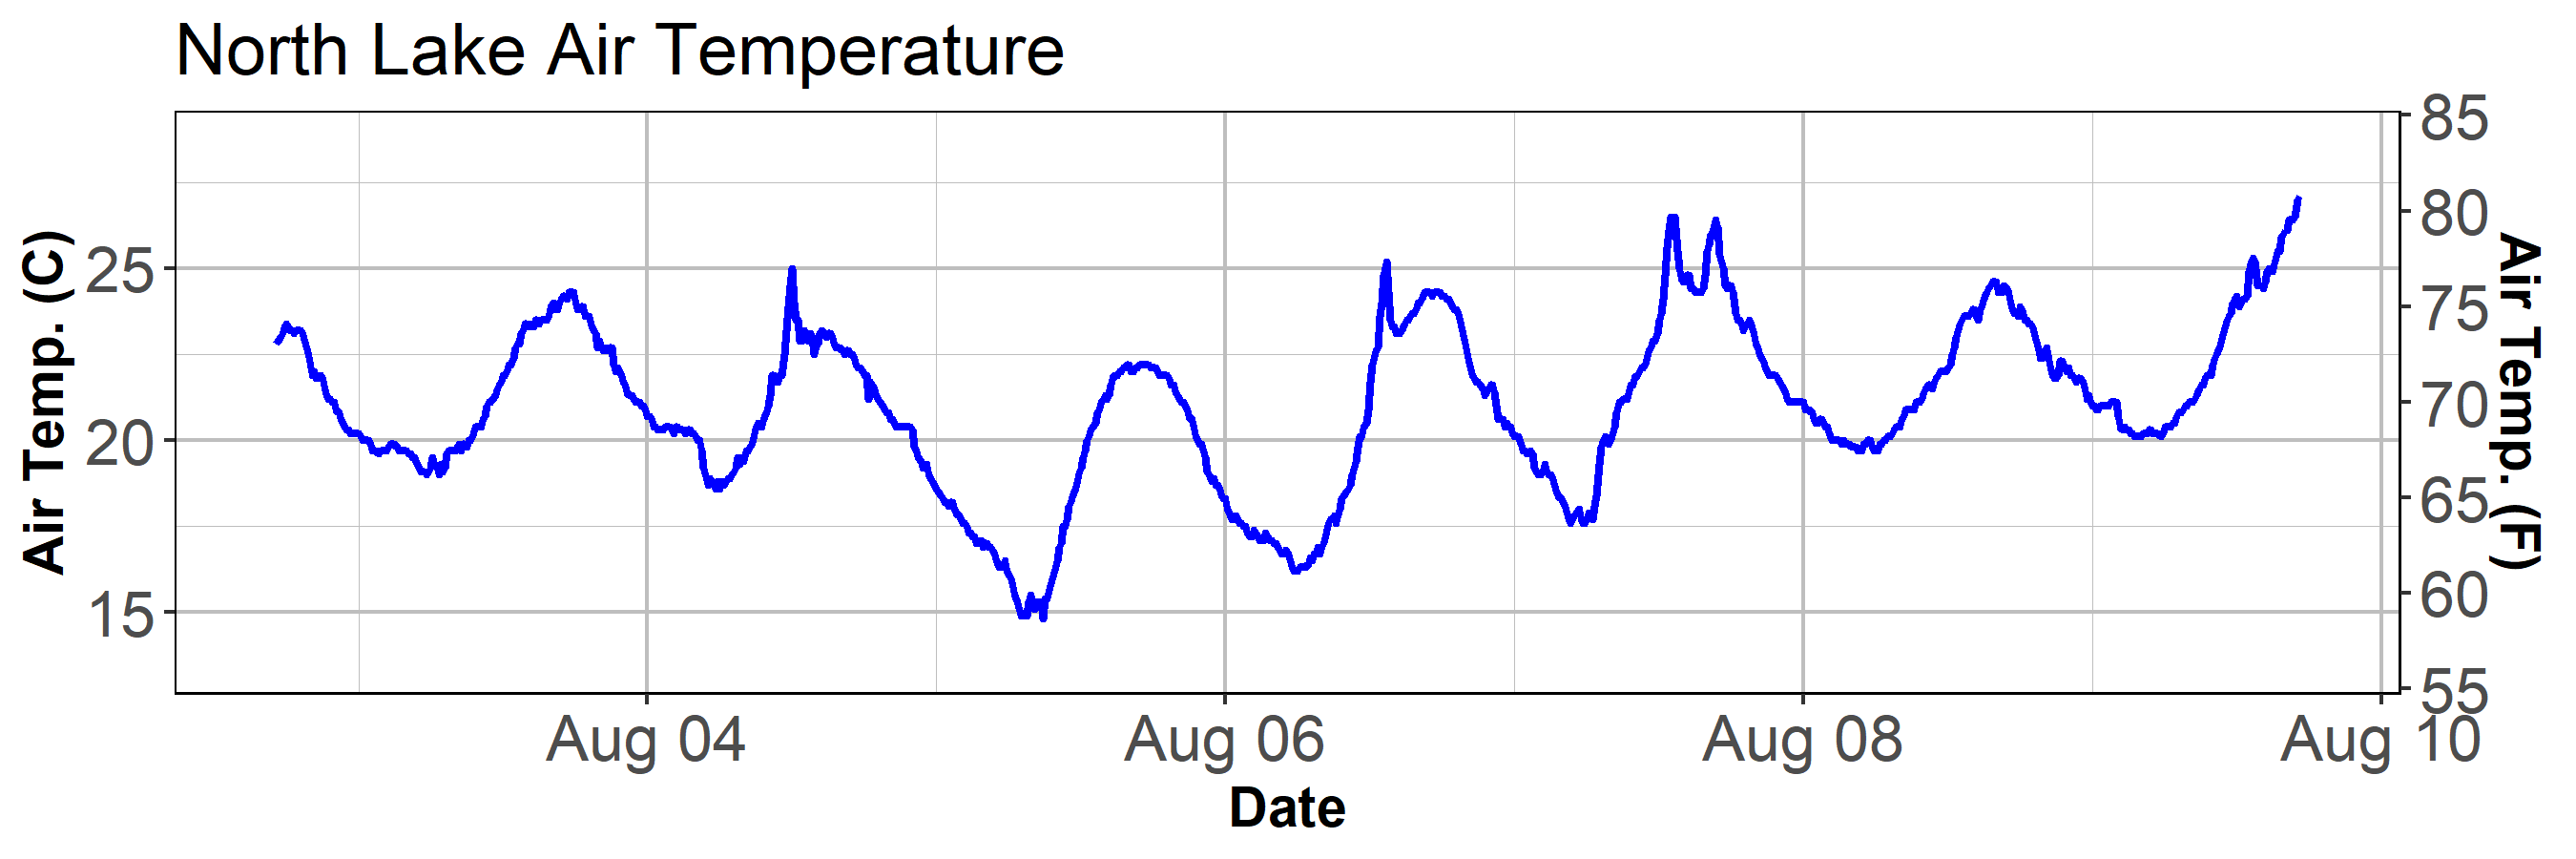 North Lake Air Temperature
Air Temp. (C)
25
20
15
85
80
75
70
65
60
55
Air Temp. (F)
Aug 04 Aug 06 Aug 08 Aug 10
Date